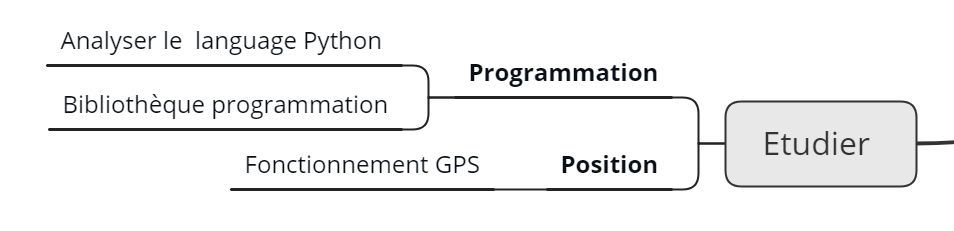 Analyser le  language Python
Programmation
Bibliothèque programmation
Etudier
Fonctionnement GPS
Position